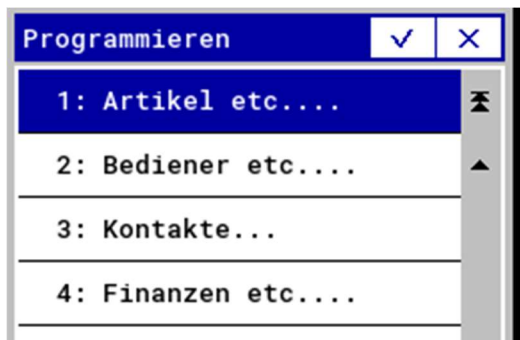 Programmieren
1: Artikel etc....
2: Bediener etc....
3: Kontakte...
4: Finanzen etc....